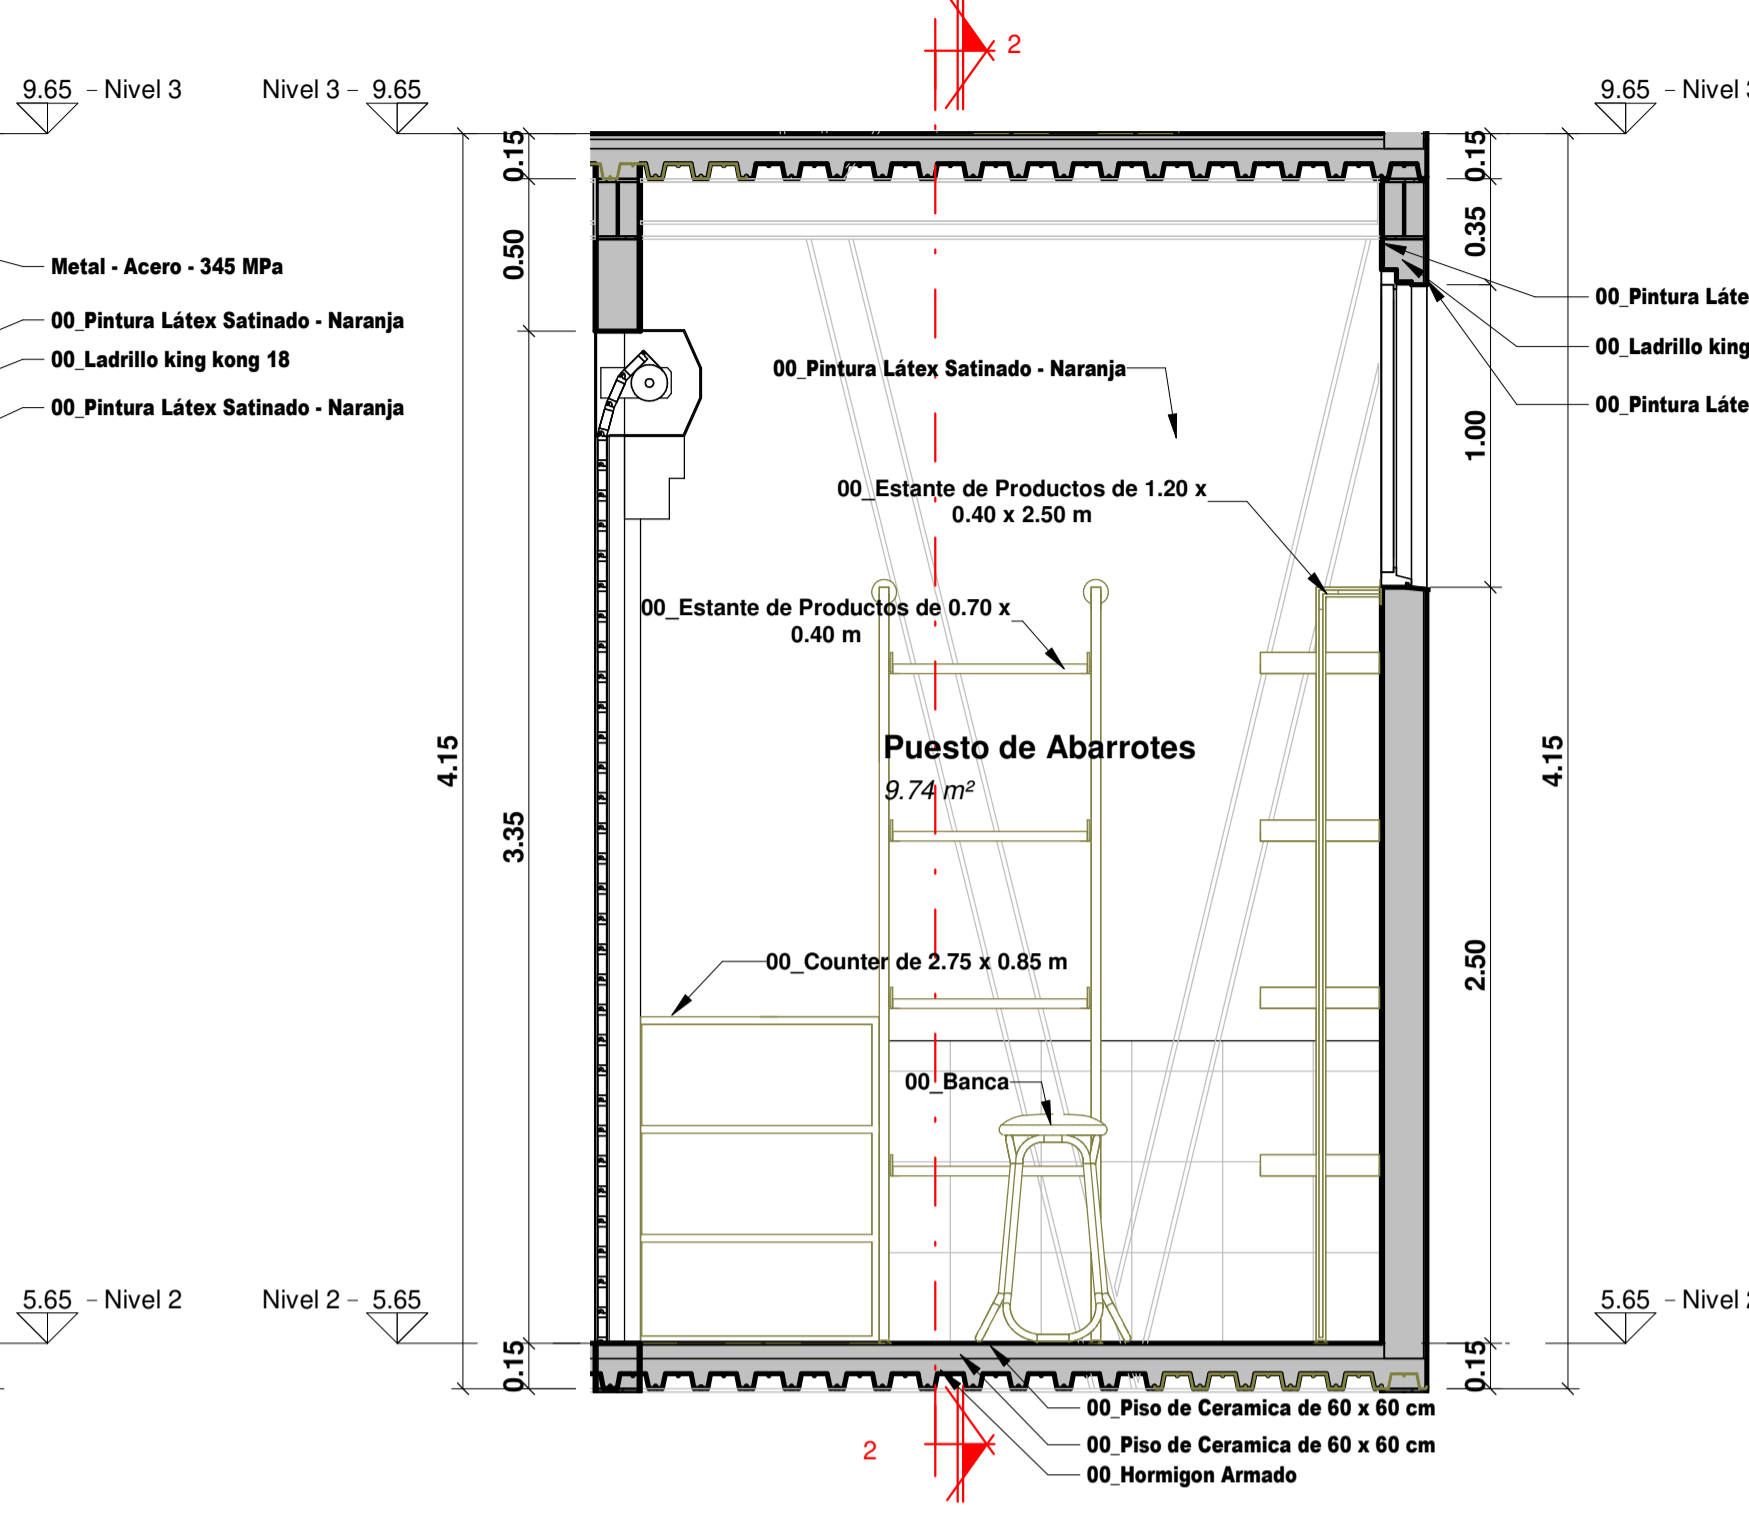 2
9.65 – Nivel 3
Nivel 3 – 9.65
9.65 – Nivel 3
0.15
0.15
0.50
0.35
Metal - Acero - 345 MPa
00_Pintura Láte
00_Pintura Látex Satinado - Naranja
00_Ladrillo king
00_Ladrillo king kong 18
00_Pintura Látex Satinado - Naranja
00_Pintura Láte
00_Pintura Látex Satinado - Naranja
1.00
00_Estante de Productos de 1.20 x
0.40 x 2.50 m
00_Estante de Productos de 0.70 x
0.40 m
Puesto de Abarrotes
9.74 m²
4.15
4.15
3.35
2.50
00_Counter de 2.75 x 0.85 m
00_Banca
5.65 – Nivel 2
Nivel 2 – 5.65
5.65 – Nivel 2
0.15
0.15
00_Piso de Ceramica de 60 x 60 cm
00_Piso de Ceramica de 60 x 60 cm
00_Hormigon Armado
2